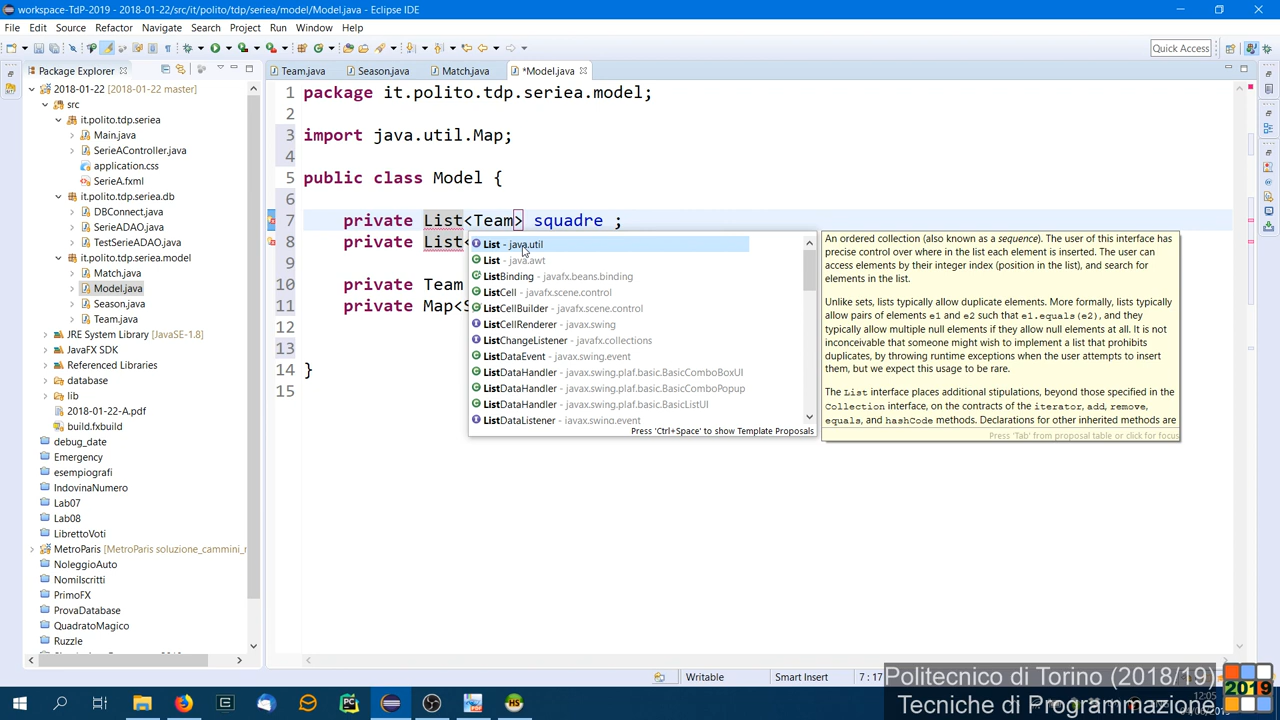 workspace-TdP-2019 - 2018-01-22/src/it/polito/tdp/seriea/model/Model.java - Eclipse IDE
File Edit Source Refactor Navigate Search Project Run Window Help
Quick Access
Package Explorer
Team.java
Season.java
Match.java
*Model.java
2018-01-22 [2018-01-22 master]
src
it.polito.tdp.seriea
Main.java
SerieAController.java
application.css
SerieA.fxml
it.polito.tdp.seriea.db
DBConnect.java
SerieADAO.java
TestSerieADAO.java
it.polito.tdp.seriea.model
Match.java
Model.java
Season.java
Team.java
JRE System Library [JavaSE-1.8]
JavaFX SDK
Referenced Libraries
database
lib
2018-01-22-A.pdf
build.fxbuild
debug_date
Emergency
esempiografi
IndovinaNumero
Lab07
Lab08
LibrettoVoti
MetroParis [MetroParis soluzione_cammini_r
NoleggioAuto
NomiIscritti
PrimoFX
ProvaDatabase
QuadratoMagico
Ruzzle
1 package it.polito.tdp.seriea.model;
2
3 import java.util.Map;
4
5 public class Model {
6
7 private List<Team> squadre ;
8 private List<
9
10 private Team
11 private Map<S
12
13
14 }
15
List - java.util
List - java.awt
ListBinding - javafx.beans.binding
ListCell - javafx.scene.control
ListCellBuilder - javafx.scene.control
ListCellRenderer - javax.swing
ListChangeListener - javafx.collections
ListDataEvent - javax.swing.event
ListDataHandler - javax.swing.plaf.basic.BasicComboBoxUI
ListDataHandler - javax.swing.plaf.basic.BasicComboPopup
ListDataHandler - javax.swing.plaf.basic.BasicListUI
ListDataListener - javax.swing.event
Press 'Ctrl+Space' to show Template Proposals
An ordered collection (also known as a sequence). The user of this interface has
precise control over where in the list each element is inserted. The user can
access elements by their integer index (position in the list), and search for
elements in the list.
Unlike sets, lists typically allow duplicate elements. More formally, lists typically
allow pairs of elements e1 and e2 such that e1.equals(e2), and they
typically allow multiple null elements if they allow null elements at all. It is not
inconceivable that someone might wish to implement a list that prohibits
duplicates, by throwing runtime exceptions when the user attempts to insert
them, but we expect this usage to be rare.
The List interface places additional stipulations, beyond those specified in the
Collection interface, on the contracts of the iterator, add, remove,
equals, and hashCode methods. Declarations for other inherited methods are
Press 'Tab' from proposal table or click for focus
Writable
Smart Insert
7 : 17
Politecnico di Torino (2018/19)
Tecniche di Programmazione
2019
12:05